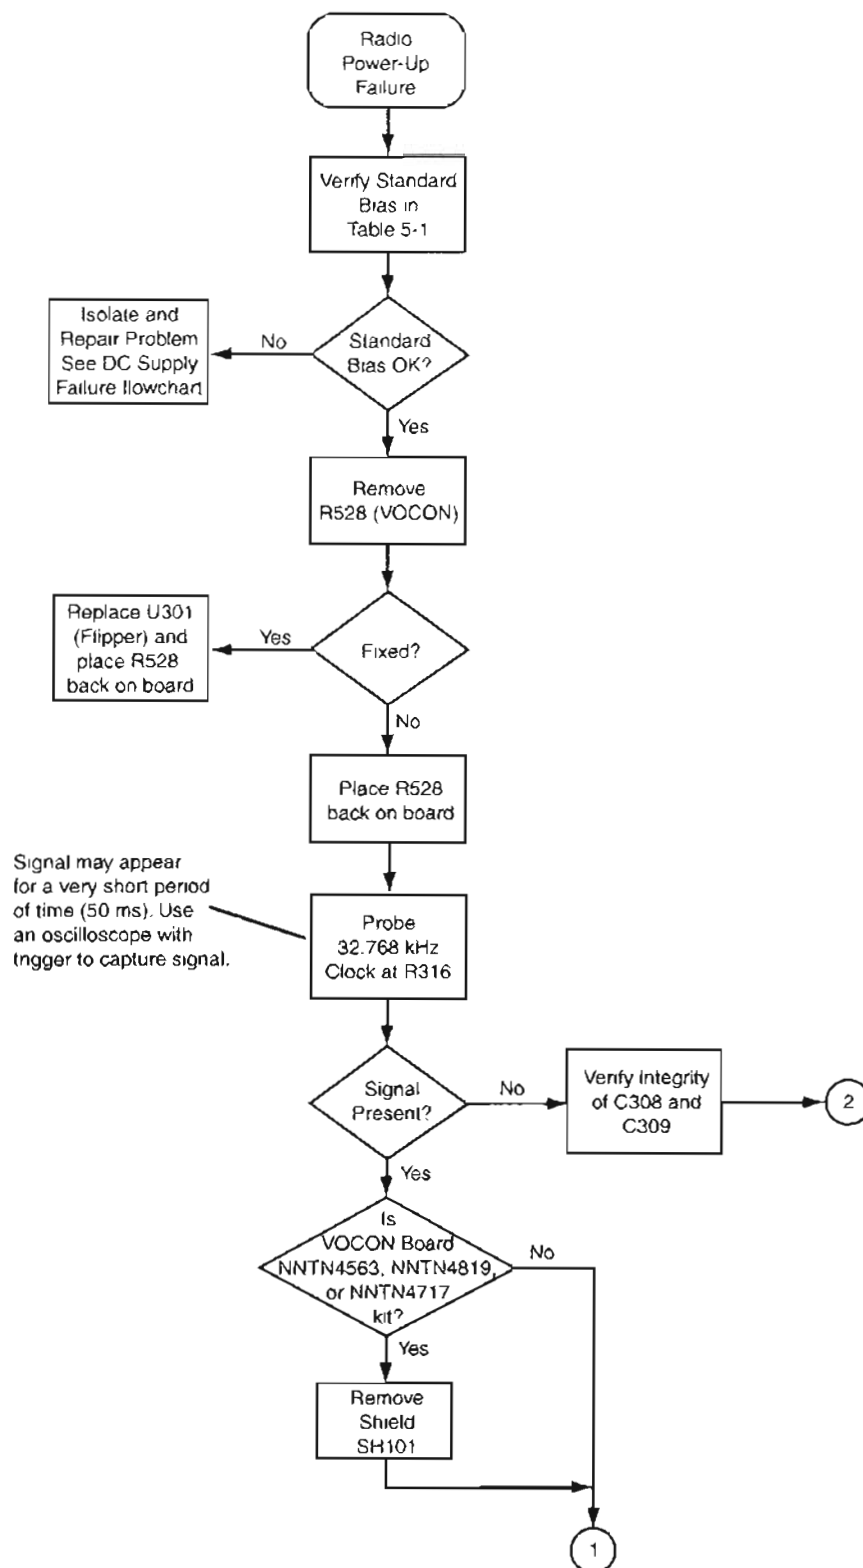 Radio
Power-Up
Failure
Verify Standard
Bias in
Table 5-1
Standard
Bias OK?
No
Isolate and
Repair Problem
See DC Supply
Failure flowchart
Yes
Remove
R528 (VOCON)
Fixed?
Yes
Replace U301
(Flipper) and
place R528
back on board
No
Place R528
back on board
Signal may appear
for a very short period
of time (50 ms). Use
an oscilloscope with
trigger to capture signal.
Probe
32.768 kHz
Clock at R316
Signal
Present?
No
Verify integrity
of C308 and
C309
2
Yes
Is
VOCON Board
NNTN4563, NNTN4819,
or NNTN4717
kit?
No
Yes
Remove
Shield
SH101
1